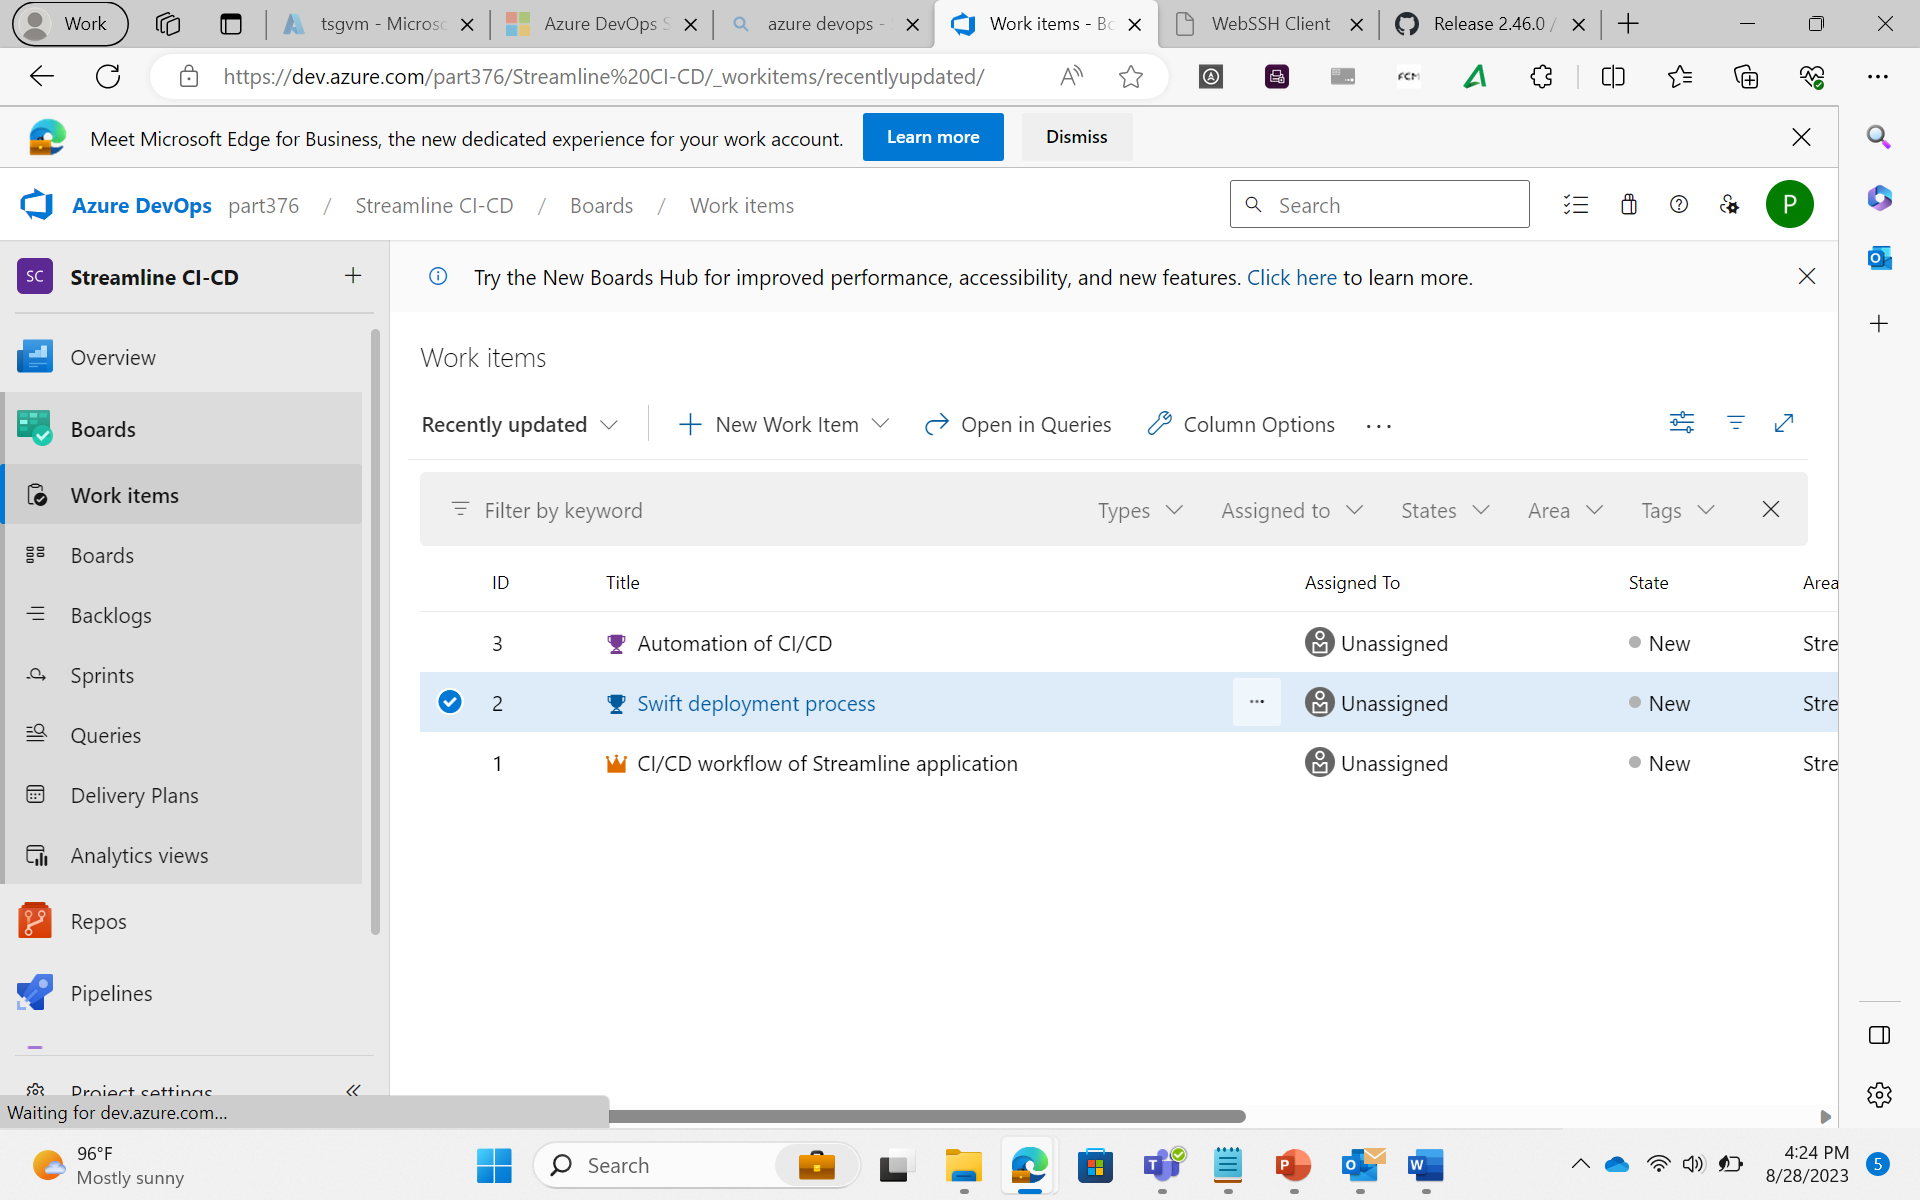 Work
tsgvm - Microsc
Azure DevOps S
azure devops -
Work items - Bo
WebSSH Client
Release 2.46.0 /
https://dev.azure.com/part376/Streamline%20CI-CD/_workitems/recentlyupdated/
FCM
Meet Microsoft Edge for Business, the new dedicated experience for your work account.
Learn more
Dismiss
Azure DevOps part376 / Streamline CI-CD / Boards / Work items
Search
P
SC Streamline CI-CD
Try the New Boards Hub for improved performance, accessibility, and new features. Click here to learn more.
Overview
Boards
Work items
Boards
Backlogs
Sprints
Queries
Delivery Plans
Analytics views
Repos
Pipelines
Project settings
Waiting for dev.azure.com...
Work items
Recently updated
New Work Item
Open in Queries
Column Options
Filter by keyword
Types
Assigned to
States
Area
Tags
ID Title Assigned To State Area
3 Automation of CI/CD Unassigned New Stre
2 Swift deployment process Unassigned New Stre
1 CI/CD workflow of Streamline application Unassigned New Stre
96°F
Mostly sunny
Search
4:24 PM
8/28/2023
5